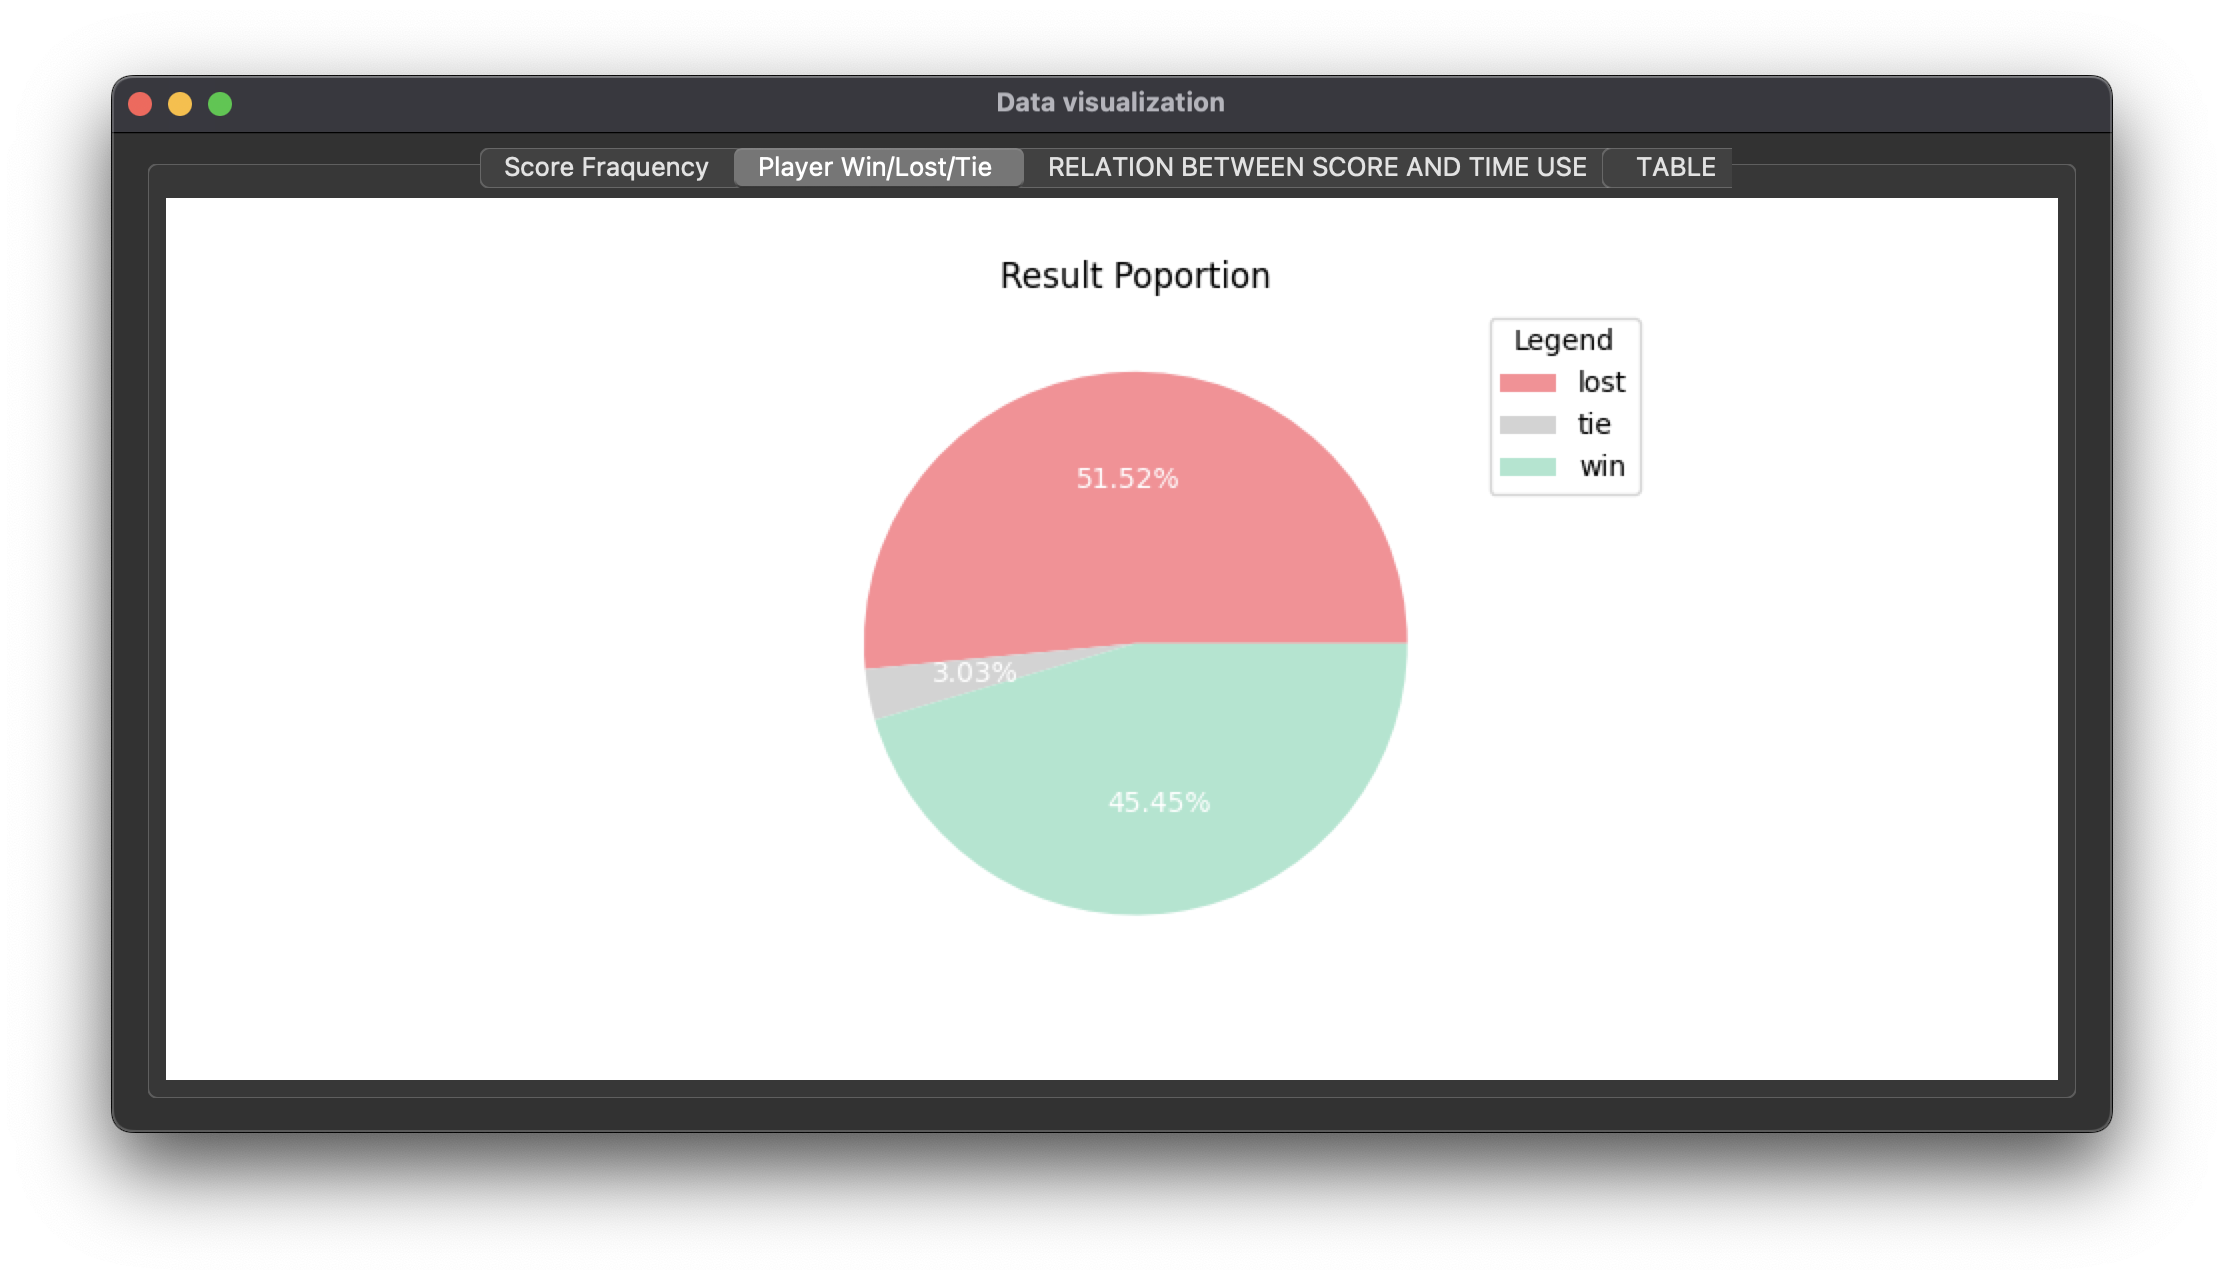 Data visualization
Score Fraquency
Player Win/Lost/Tie
RELATION BETWEEN SCORE AND TIME USE
TABLE
Result Poportion
Legend
lost
tie
win
51.52%
3.03%
45.45%